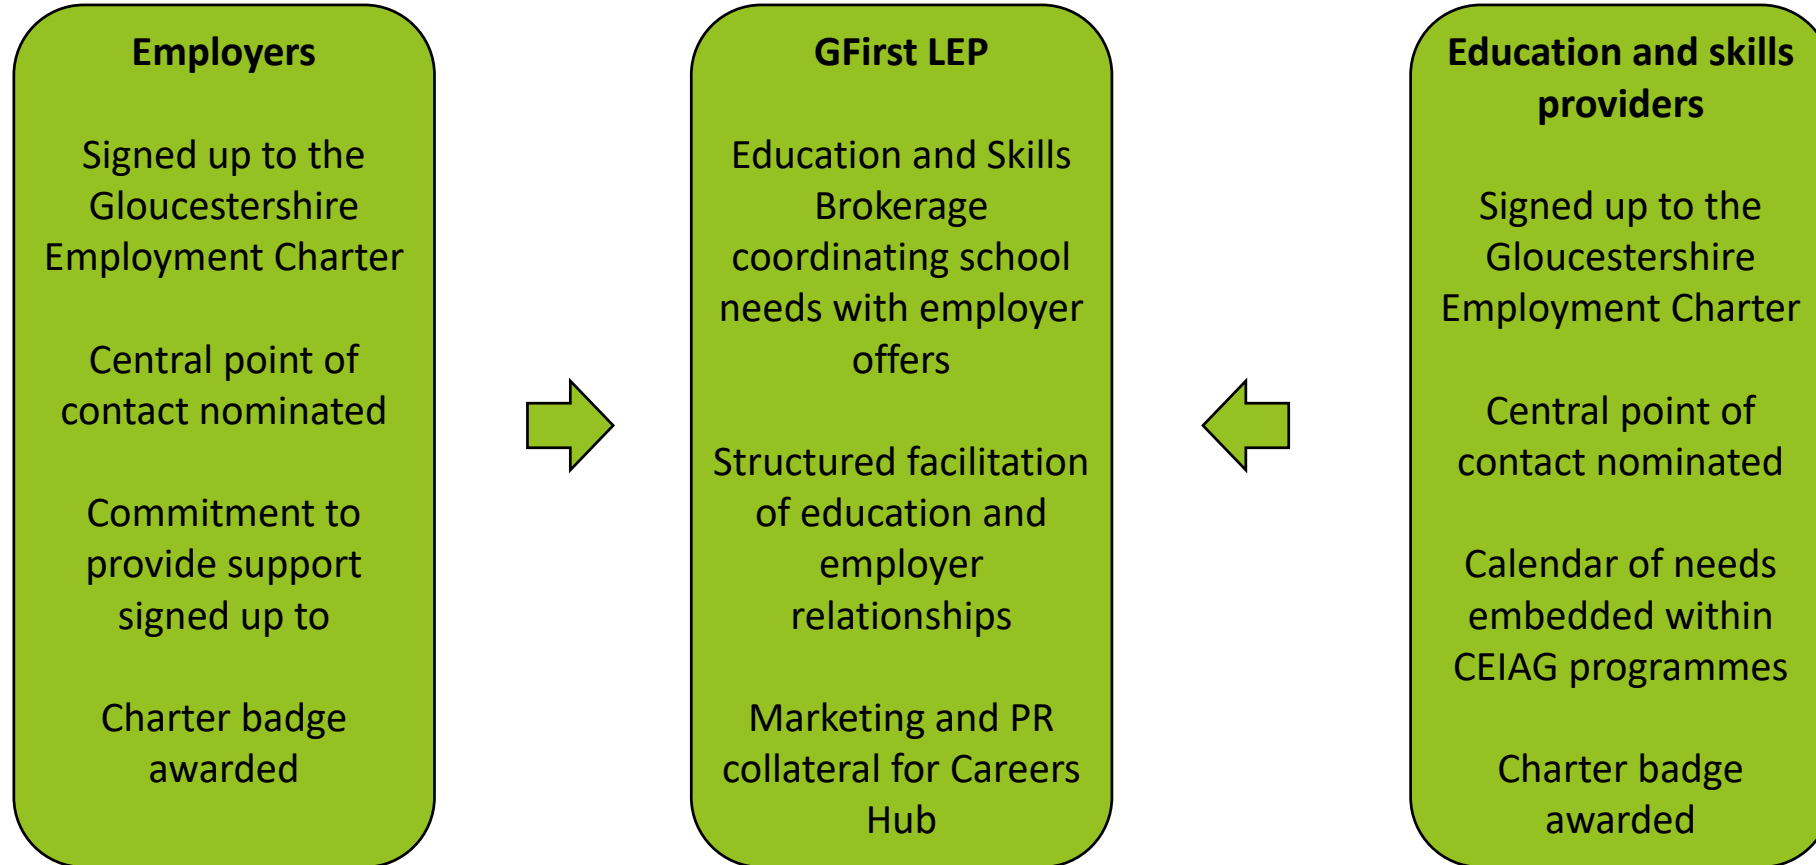 Employers
Signed up to the
Gloucestershire
Employment Charter
Central point of
contact nominated
Commitment to
provide support
signed up to
Charter badge
awarded
GFirst LEP
Education and Skills
Brokerage
coordinating school
needs with employer
offers
Structured facilitation
of education and
employer
relationships
Marketing and PR
collateral for Careers
Hub
Education and skills
providers
Signed up to the
Gloucestershire
Employment Charter
Central point of
contact nominated
Calendar of needs
embedded within
CEIAG programmes
Charter badge
awarded